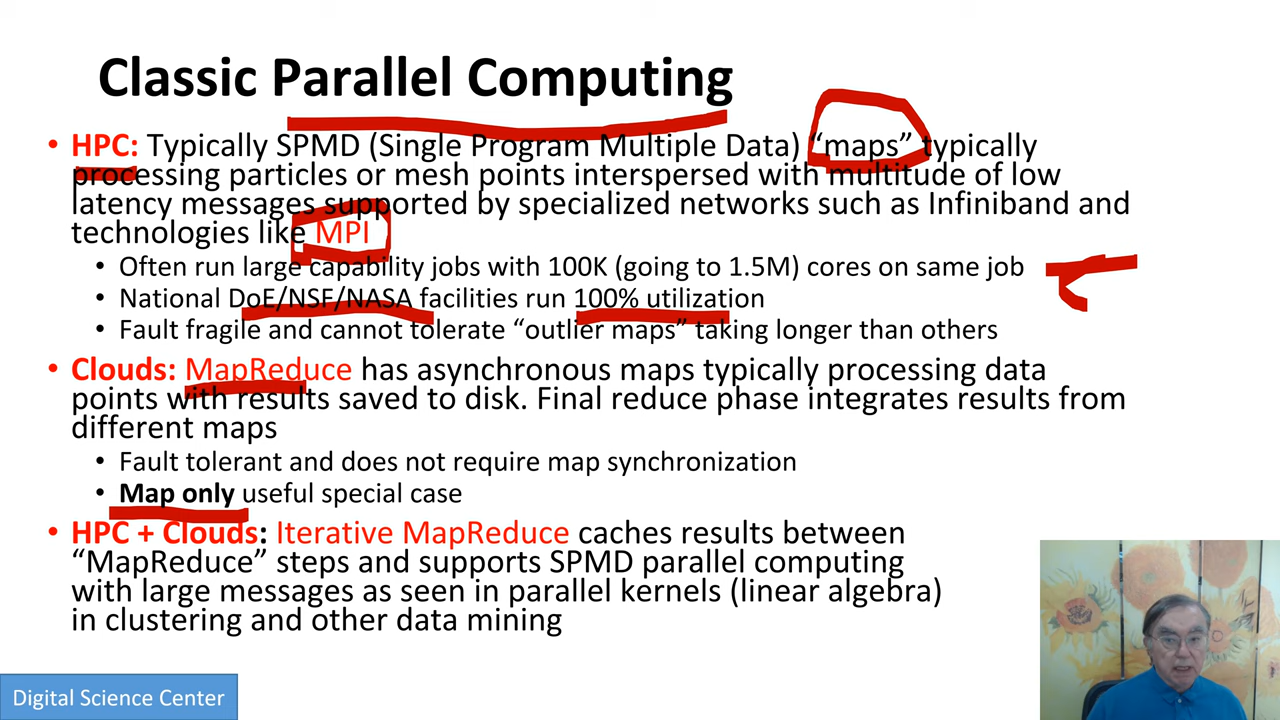 Classic Parallel Computing
• HPC: Typically SPMD (Single Program Multiple Data) “maps” typically
processing particles or mesh points interspersed with multitude of low
latency messages supported by specialized networks such as Infiniband and
technologies like MPI
• Often run large capability jobs with 100K (going to 1.5M) cores on same job
• National DoE/NSF/NASA facilities run 100% utilization
• Fault fragile and cannot tolerate “outlier maps” taking longer than others
• Clouds: MapReduce has asynchronous maps typically processing data
points with results saved to disk. Final reduce phase integrates results from
different maps
• Fault tolerant and does not require map synchronization
• Map only useful special case
• HPC + Clouds: Iterative MapReduce caches results between
“MapReduce” steps and supports SPMD parallel computing
with large messages as seen in parallel kernels (linear algebra)
in clustering and other data mining
Digital Science Center